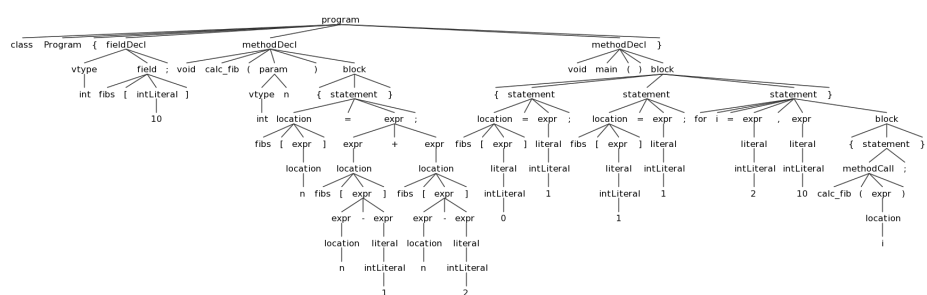 program
class Program { fieldDecl methodDecl methodDecl }
vtype field ; void calc_fib ( param ) block void main ( ) block
int fibs [ intLiteral ] vtype n { statement } { statement statement statement }
10 int location = expr ; location = expr ; location = expr ; for i = expr , expr block
fibs [ expr ] expr + expr fibs [ expr ] literal fibs [ expr ] literal literal literal { statement }
location location location literal intLiteral literal intLiteral intLiteral intLiteral methodCall ;
n fibs [ expr ] fibs [ expr ] intLiteral 1 intLiteral 1 2 10 calc_fib ( expr )
expr - expr expr - expr 0 1 location
location literal location literal i
n intLiteral n intLiteral
1 2